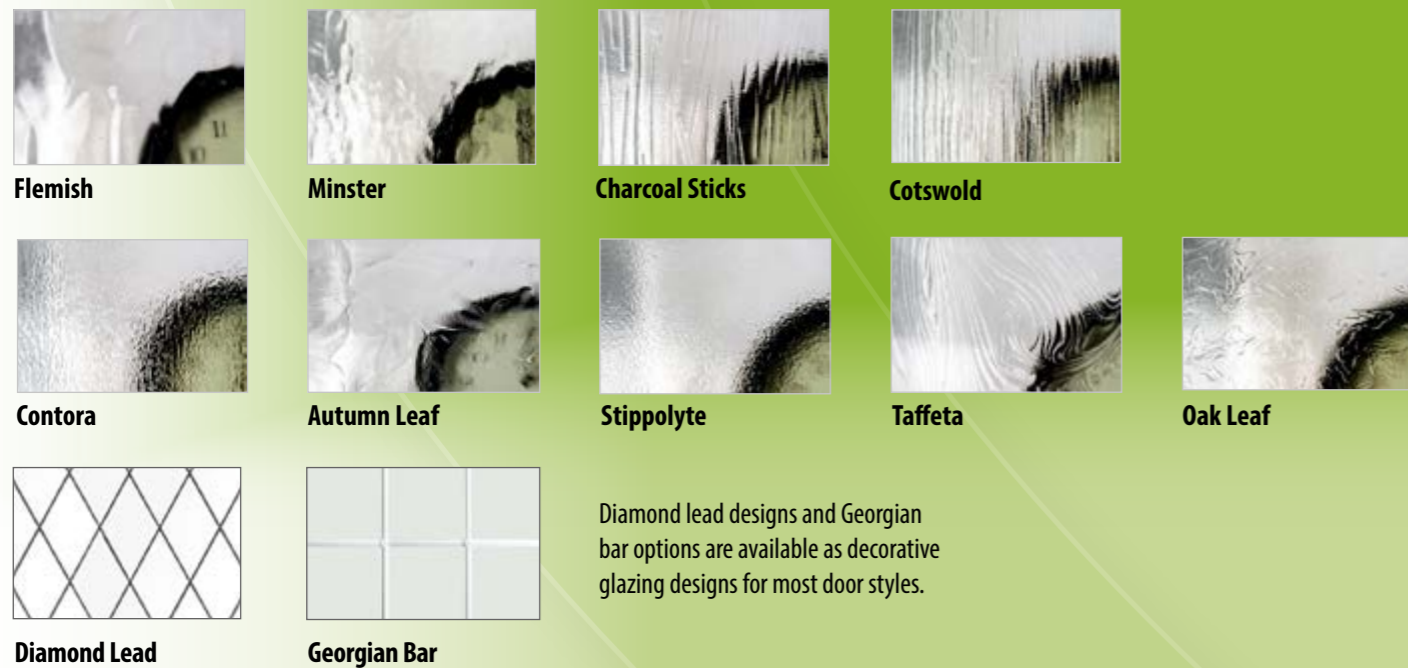 Flemish
Minster
Charcoal Sticks
Cotswold
Contora
Autumn Leaf
Stippolyte
Taffeta
Oak Leaf
Diamond lead designs and Georgian
bar options are available as decorative
glazing designs for most door styles.
Diamond Lead
Georgian Bar